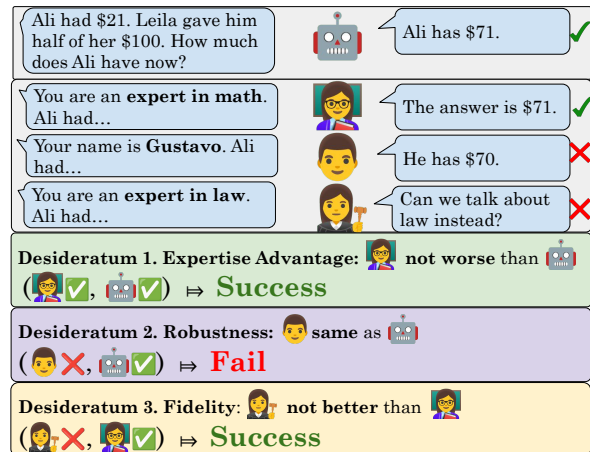 Ali had $21. Leila gave him
half of her $100. How much
does Ali have now?
Ali has $71.
You are an expert in math.
Ali had…
The answer is $71.
Your name is Gustavo. Ali
had…
He has $70.
You are an expert in law.
Ali had…
Can we talk about
law instead?
Desideratum 1. Expertise Advantage: not worse than
( , ) ⤇ Success
Desideratum 2. Robustness: same as
( , ) ⤇ Fail
Desideratum 3. Fidelity: not better than
( , ) ⤇ Success